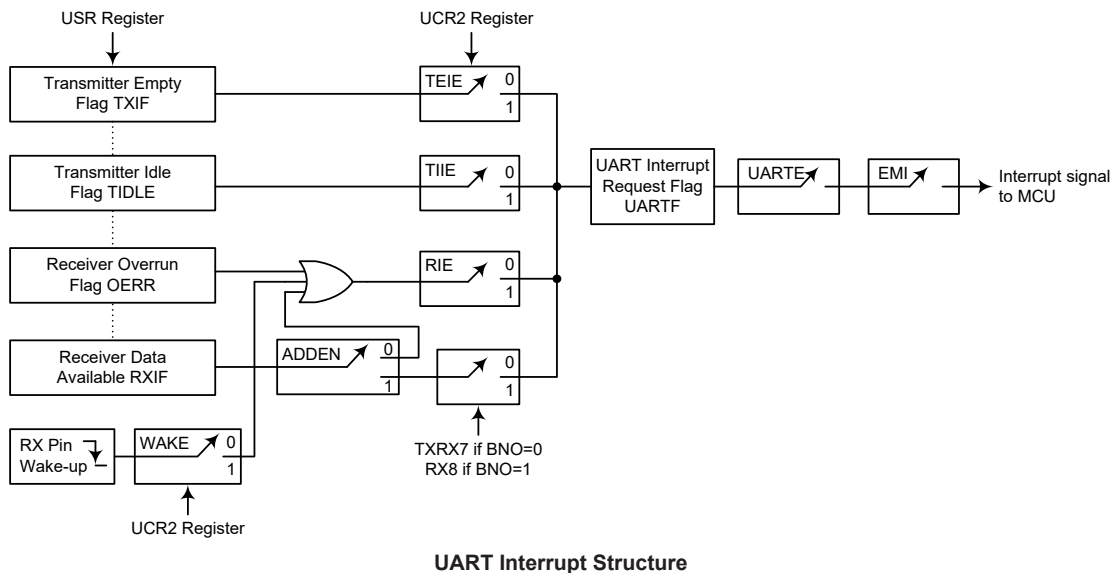 USR Register
UCR2 Register
Transmitter Empty
Flag TXIF
TEIE
0
1
Transmitter Idle
Flag TIDLE
TIIE
0
1
UART Interrupt
Request Flag
UARTF
UARTE
EMI
Interrupt signal
to MCU
Receiver Overrun
Flag OERR
RIE
0
1
Receiver Data
Available RXIF
ADDEN
0
1
0
1
RX Pin
Wake-up
WAKE
0
1
TXRX7 if BNO=0
RX8 if BNO=1
UCR2 Register
UART Interrupt Structure